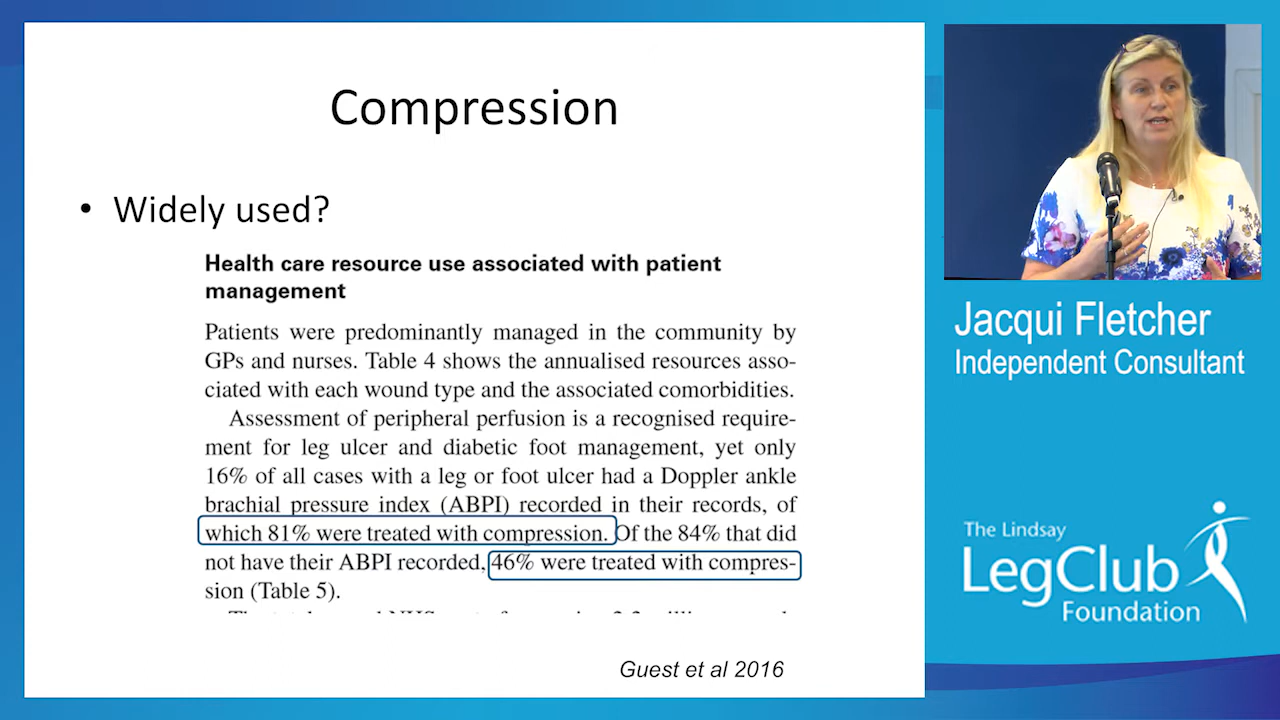 Compression
• Widely used?
Health care resource use associated with patient
management
Patients were predominantly managed in the community by
GPs and nurses. Table 4 shows the annualised resources asso-
ciated with each wound type and the associated comorbidities.
Assessment of peripheral perfusion is a recognised require-
ment for leg ulcer and diabetic foot management, yet only
16% of all cases with a leg or foot ulcer had a Doppler ankle
brachial pressure index (ABPI) recorded in their records, of
which 81% were treated with compression. Of the 84% that did
not have their ABPI recorded, 46% were treated with compres-
sion (Table 5).
Guest et al 2016
Jacqui Fletcher
Independent Consultant
The Lindsay
LegClub
Foundation